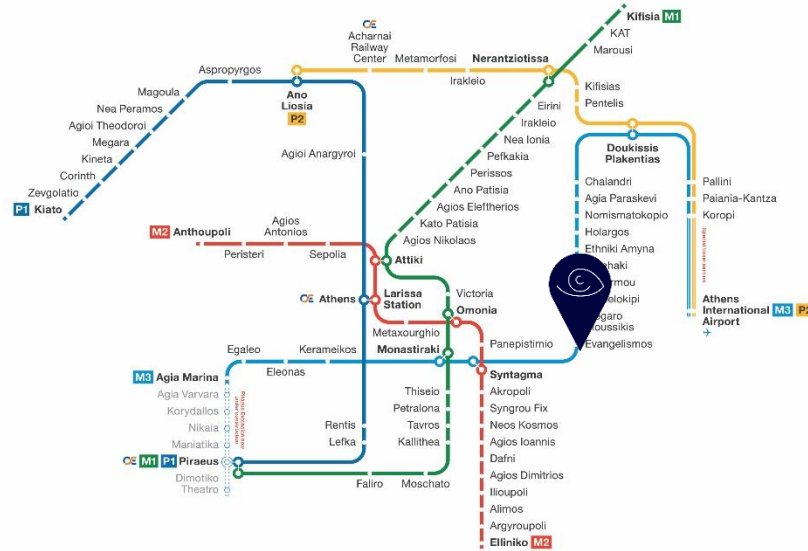 Kifisia M1
KAT
Marousi
Acharnai
Railway
Center
Metamorfosi
Nerantziotissa
Irakleio
Aspropyrgos
Magoula
Nea Peramos
Agioi Theodoroi
Megara
Kineta
Corinth
Zevgolatio
P1 Kiato
Ano
Liosia
P2
Kifisias
Pentelis
Eirini
Irakleio
Nea Ionia
Pefkakia
Perissos
Ano Patisia
Agios Eleftherios
Kato Patisia
Agios Nikolaos
Agioi Anargyroi
Doukissis
Plakentias
Chalandri
Agia Paraskevi
Nomismatokopio
Holargos
Ethniki Amyna
Evangelismos
Pallini
Paiania-Kantza
Koropi
Athens
International
Airport
M3 P2
M2 Anthoupoli
Peristeri
Agios
Antonios
Sepolia
Attiki
Athens
Larissa
Station
Victoria
Omonia
Metaxourghio
Monastiraki
Panepistimio
Syntagma
Egaleo
Eleonas
Kerameikos
M3 Agia Marina
Agia Varvara
Korydallos
Nikaia
Maniatika
M1 P1 Piraeus
Dimotiko
Theatro
Rentis
Lefka
Thiseio
Petralona
Tavros
Kallithea
Faliro
Moschato
Akropoli
Syngrou Fix
Neos Kosmos
Agios Ioannis
Dafni
Agios Dimitrios
Ilioupoli
Alimos
Argyroupoli
Elliniko M2